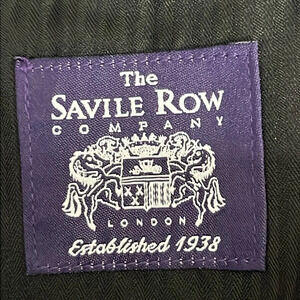 The
SAVILE ROW
COMPANY
LONDON
Established 1938